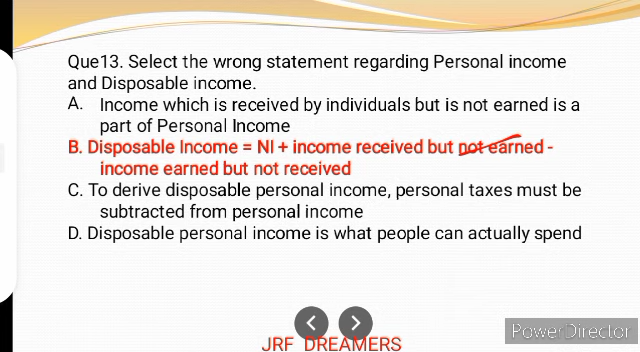 Que13. Select the wrong statement regarding Personal income
and Disposable income.
A. Income which is received by individuals but is not earned is a
part of Personal Income
B. Disposable Income = NI + income received but not earned -
income earned but not received
C. To derive disposable personal income, personal taxes must be
subtracted from personal income
D. Disposable personal income is what people can actually spend
JRF DREAMERS
PowerDirector